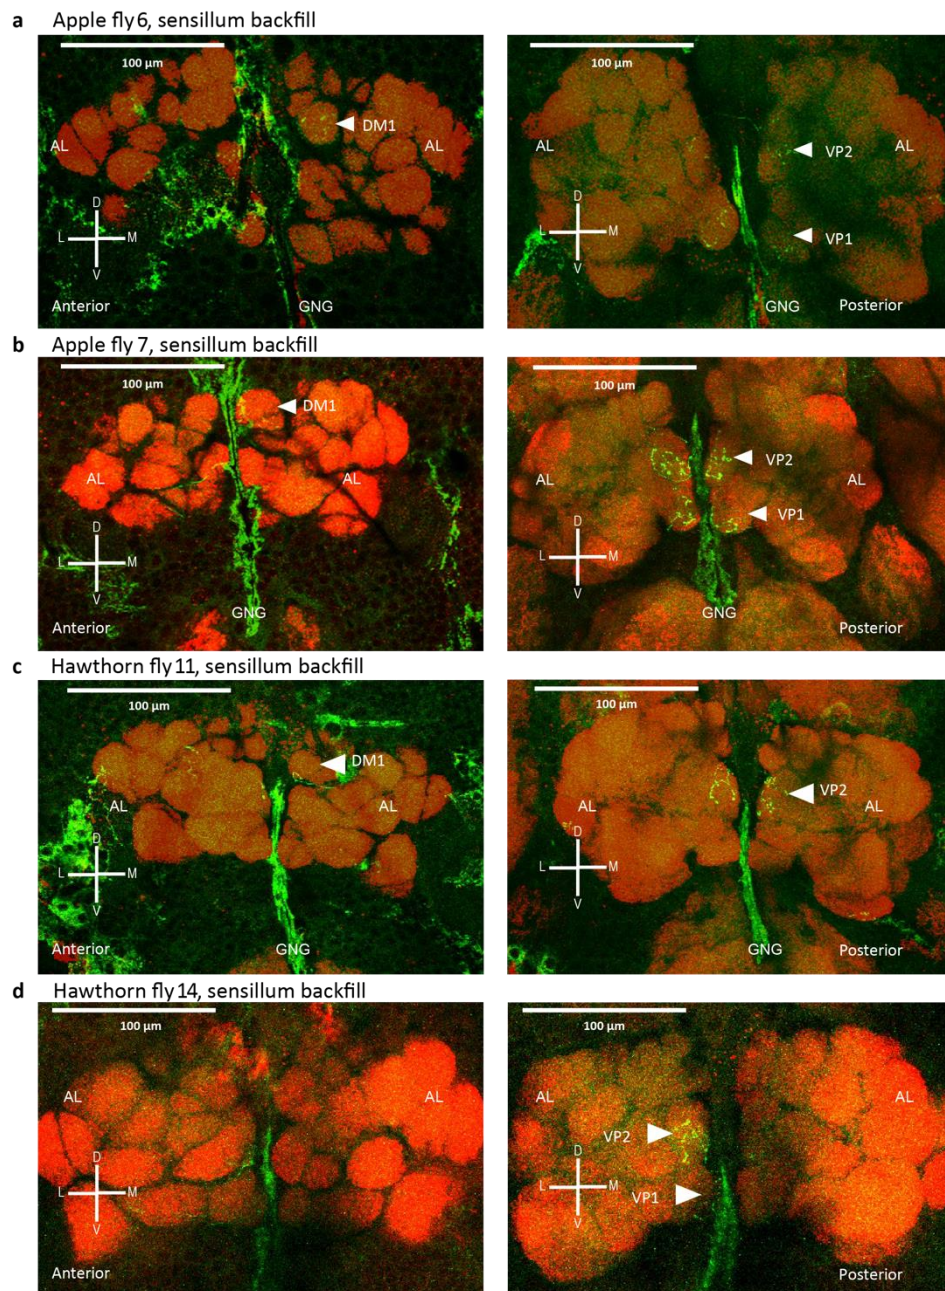 a Apple fly 6, sensillum backfill
100 µm
DM1
AL
AL
D
L M
V
GNG
Anterior
100 µm
VP2
AL
AL
D
L M
V
VP1
GNG
Posterior
b Apple fly 7, sensillum backfill
100 µm
DM1
AL
AL
D
L M
V
GNG
Anterior
100 µm
VP2
AL
AL
VP1
D
L M
V
GNG
Posterior
c Hawthorn fly 11, sensillum backfill
100 µm
DM1
AL
AL
D
L M
V
GNG
Anterior
100 µm
VP2
AL
AL
D
L M
V
GNG
Posterior
d Hawthorn fly 14, sensillum backfill
100 µm
AL
AL
D
L M
V
Anterior
100 µm
AL
AL
VP2
D
L M
V
VP1
Posterior